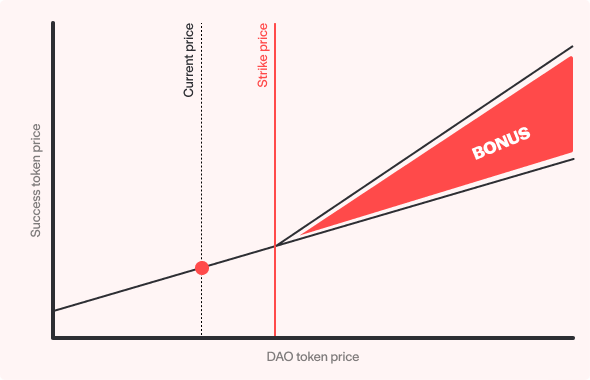 Current price
Strike price
BONUS
Success token price
DAO token price